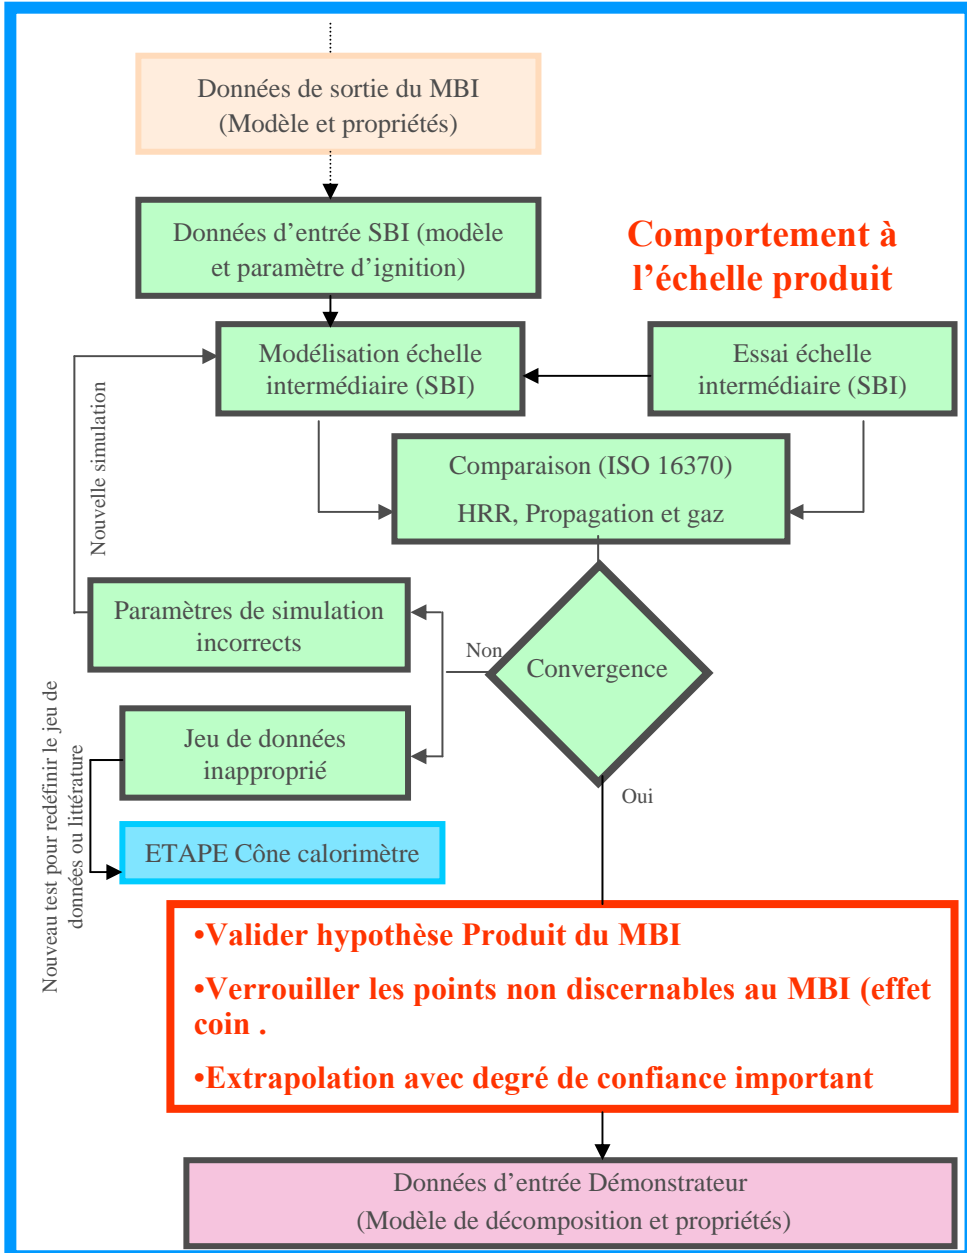 Données de sortie du MBI
(Modèle et propriétés)
Données d'entrée SBI (modèle
et paramètre d'ignition)
Comportement à
l'échelle produit
Modélisation échelle
intermédiaire (SBI)
Essai échelle
intermédiaire (SBI)
Nouvelle simulation
Comparaison (ISO 16370)
HRR, Propagation et gaz
Paramètres de simulation
incorrects
Non
Convergence
Jeu de données
inapproprié
Oui
Nouveau test pour redéfinir le jeu de
données ou littérature
ETAPE Cône calorimètre
•Valider hypothèse Produit du MBI
•Verrouiller les points non discernables au MBI (effet
coin .
•Extrapolation avec degré de confiance important
Données d'entrée Démonstrateur
(Modèle de décomposition et propriétés)